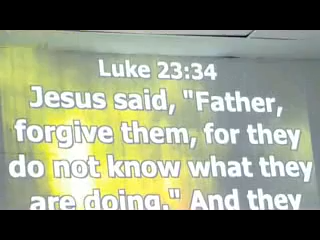 Luke 23:34
Jesus said, "Father,
forgive them, for they
do not know what they
are doing." And they